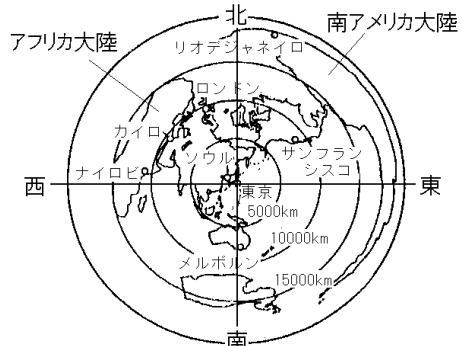 北
南アメリカ大陸
アフリカ大陸
リオデジャネイロ
ロンドン
カイロ
ソウル
サンフラン
シスコ
ナイロビ
西
東京
東
5000km
10000km
メルボルン
15000km
南